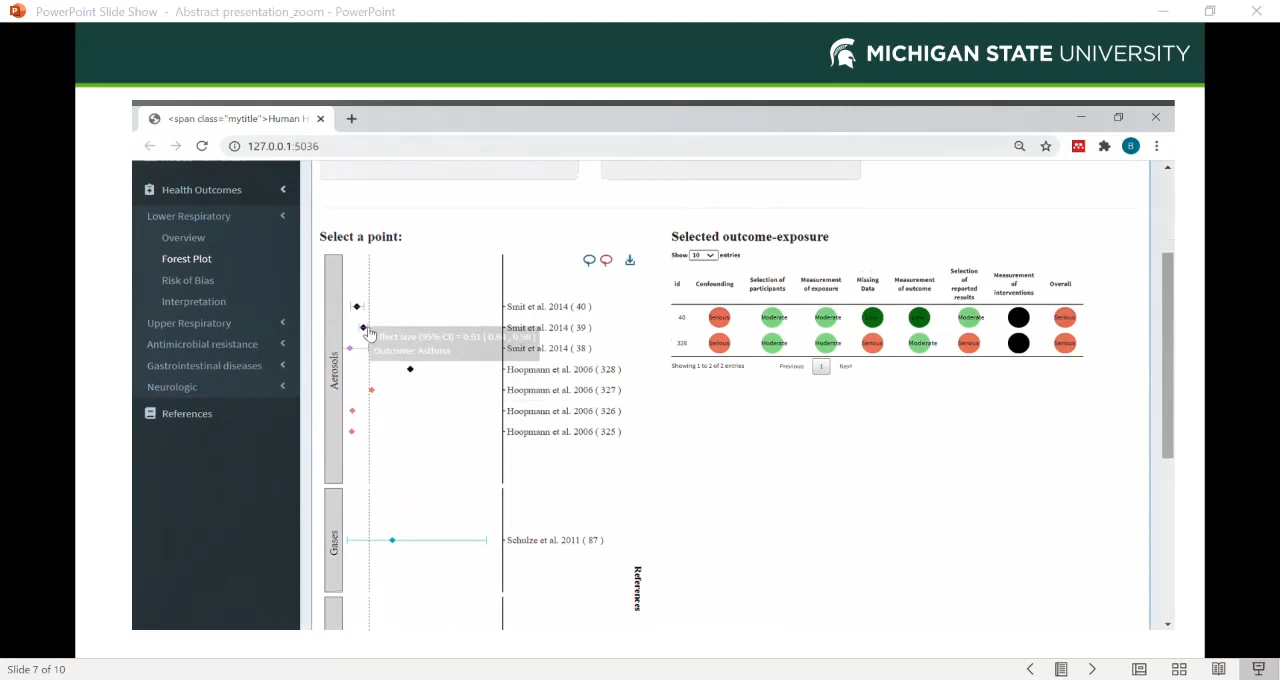 PowerPoint Slide Show - Abstract presentation_zoom - PowerPoint
MICHIGAN STATE UNIVERSITY
<span class="mytitle">Human H
127.0.0.1:5036
B
Health Outcomes
Lower Respiratory
Overview
Forest Plot
Risk of Bias
Interpretation
Upper Respiratory
Antimicrobial resistance
Gastrointestinal diseases
Neurologic
References
Select a point:
Aerosols
Smit et al. 2014 ( 40 )
Smit et al. 2014 ( 39 )
Smit et al. 2014 ( 38 )
Hoopmann et al. 2006 ( 328 )
Hoopmann et al. 2006 ( 327 )
Hoopmann et al. 2006 ( 326 )
Hoopmann et al. 2006 ( 325 )
Effect size (95% CI) =
Outcome: Asthma
Gases
Schulze et al. 2011 ( 87 )
References
Selected outcome-exposure
Show 10 entries
id Confounding Selection of participants Measurement of exposure Missing Data Measurement of outcome Selection of reported results Measurement of interventions Overall
40 Serious Moderate Moderate Low Low Moderate Serious
328 Serious Moderate Moderate Serious Moderate Serious Serious
Showing 1 to 2 of 2 entries Previous 1 Next
Slide 7 of 10